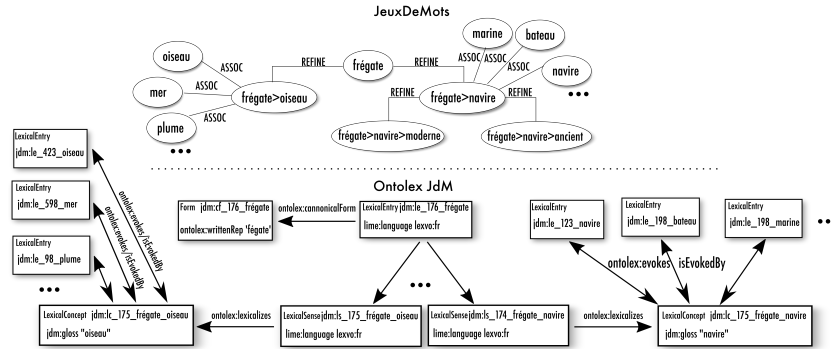 JeuxDeMots
marine
bateau
oiseau
ASSOC
REFINE
frégate
REFINE
ASSOC
ASSOC
ASSOC
navire
mer
ASSOC
frégate>oiseau
frégate>navire
ASSOC
REFINE
REFINE
plume
frégate>navire>moderne
frégate>navire>ancient
Ontolex JdM
LexicalEntry
jdm:le_423_oiseau
LexicalEntry
jdm:le_598_mer
LexicalEntry
jdm:le_98_plume
ontolex:evokes/isEvokedBy
ontolex:evokes/isEvokedBy
Form jdm:cf_176_frégate
ontolex:writtenRep 'fégate'
ontolex:cannonicalForm
LexicalEntry jdm:le_176_frégate
lime:language lexvo:fr
LexicalEntry
jdm:le_123_navire
LexicalEntry
jdm:le_198_bateau
LexicalEntry
jdm:le_198_marine
ontolex:evokes isEvokedBy
LexicalConcept jdm:lc_175_frégate_oiseau
jdm:gloss "oiseau"
ontolex:lexicalizes
LexicalSense jdm:ls_175_frégate_oiseau
lime:language lexvo:fr
LexicalSense jdm:ls_174_frégate_navire
lime:language lexvo:fr
ontolex:lexicalizes
LexicalConcept jdm:lc_175_frégate_navire
jdm:gloss "navire"